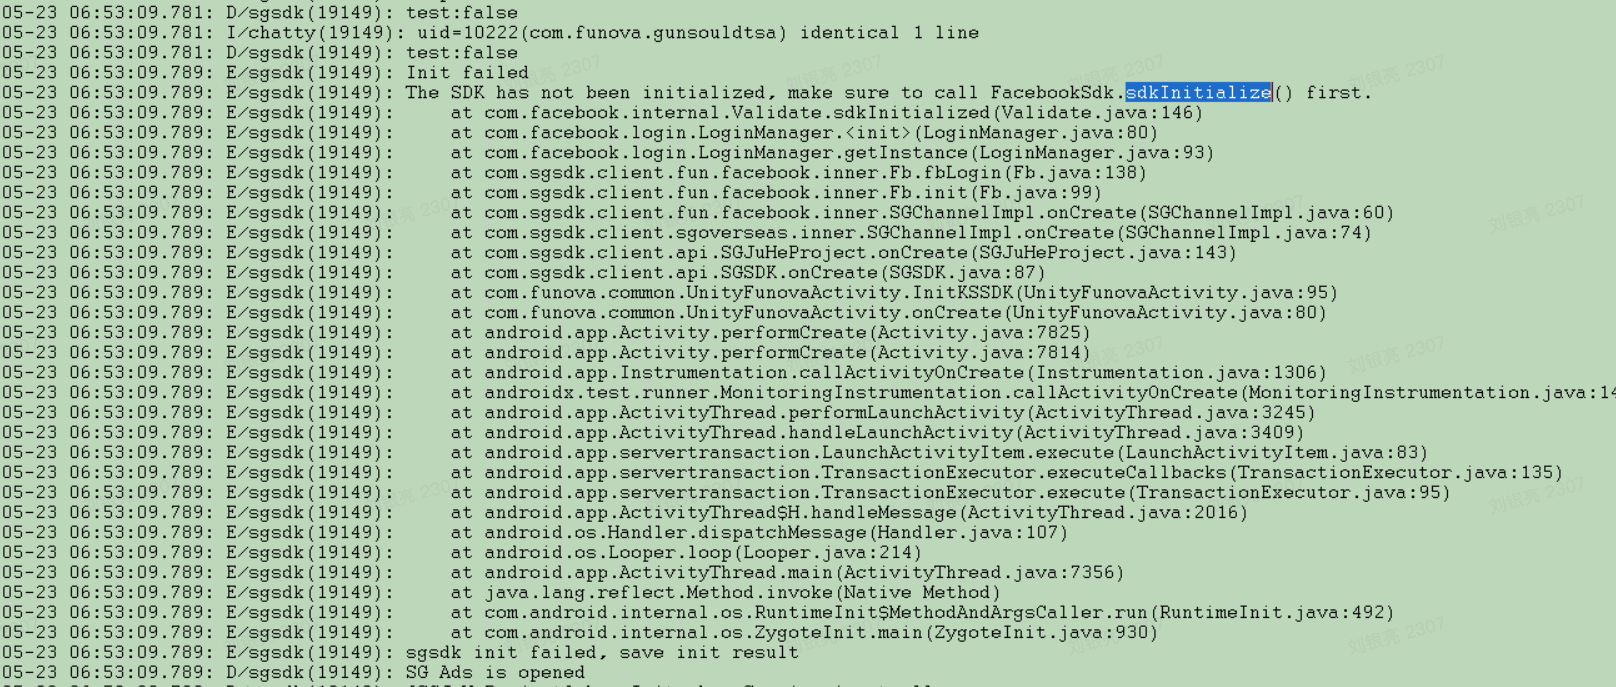 05-23 06:53:09.781: D/sgsdk(19149): test:false
05-23 06:53:09.781: I/chatty(19149): uid=10222(com.funova.gunsouldtsa) identical 1 line
05-23 06:53:09.781: D/sgsdk(19149): test:false
05-23 06:53:09.789: E/sgsdk(19149): Init failed
05-23 06:53:09.789: E/sgsdk(19149): The SDK has not been initialized, make sure to call FacebookSdk.sdkInitialize() first.
05-23 06:53:09.789: E/sgsdk(19149):     at com.facebook.internal.Validate.sdkInitialized(Validate.java:146)
05-23 06:53:09.789: E/sgsdk(19149):     at com.facebook.login.LoginManager.<init>(LoginManager.java:80)
05-23 06:53:09.789: E/sgsdk(19149):     at com.facebook.login.LoginManager.getInstance(LoginManager.java:93)
05-23 06:53:09.789: E/sgsdk(19149):     at com.sgsdk.client.fun.facebook.inner.Fb.fbLogin(Fb.java:138)
05-23 06:53:09.789: E/sgsdk(19149):     at com.sgsdk.client.fun.facebook.inner.Fb.init(Fb.java:99)
05-23 06:53:09.789: E/sgsdk(19149):     at com.sgsdk.client.fun.facebook.inner.SGChannelImpl.onCreate(SGChannelImpl.java:60)
05-23 06:53:09.789: E/sgsdk(19149):     at com.sgsdk.client.sgoverseas.inner.SGChannelImpl.onCreate(SGChannelImpl.java:74)
05-23 06:53:09.789: E/sgsdk(19149):     at com.sgsdk.client.api.SGJuHeProject.onCreate(SGJuHeProject.java:143)
05-23 06:53:09.789: E/sgsdk(19149):     at com.sgsdk.client.api.SGSDK.onCreate(SGSDK.java:87)
05-23 06:53:09.789: E/sgsdk(19149):     at com.funova.common.UnityFunovaActivity.InitKSSDK(UnityFunovaActivity.java:95)
05-23 06:53:09.789: E/sgsdk(19149):     at com.funova.common.UnityFunovaActivity.onCreate(UnityFunovaActivity.java:80)
05-23 06:53:09.789: E/sgsdk(19149):     at android.app.Activity.performCreate(Activity.java:7825)
05-23 06:53:09.789: E/sgsdk(19149):     at android.app.Activity.performCreate(Activity.java:7814)
05-23 06:53:09.789: E/sgsdk(19149):     at android.app.Instrumentation.callActivityOnCreate(Instrumentation.java:1306)
05-23 06:53:09.789: E/sgsdk(19149):     at androidx.test.runner.MonitoringInstrumentation.callActivityOnCreate(MonitoringInstrumentation.java:14
05-23 06:53:09.789: E/sgsdk(19149):     at android.app.ActivityThread.performLaunchActivity(ActivityThread.java:3245)
05-23 06:53:09.789: E/sgsdk(19149):     at android.app.ActivityThread.handleLaunchActivity(ActivityThread.java:3409)
05-23 06:53:09.789: E/sgsdk(19149):     at android.app.servertransaction.LaunchActivityItem.execute(LaunchActivityItem.java:83)
05-23 06:53:09.789: E/sgsdk(19149):     at android.app.servertransaction.TransactionExecutor.executeCallbacks(TransactionExecutor.java:135)
05-23 06:53:09.789: E/sgsdk(19149):     at android.app.servertransaction.TransactionExecutor.execute(TransactionExecutor.java:95)
05-23 06:53:09.789: E/sgsdk(19149):     at android.app.ActivityThread$H.handleMessage(ActivityThread.java:2016)
05-23 06:53:09.789: E/sgsdk(19149):     at android.os.Handler.dispatchMessage(Handler.java:107)
05-23 06:53:09.789: E/sgsdk(19149):     at android.os.Looper.loop(Looper.java:214)
05-23 06:53:09.789: E/sgsdk(19149):     at android.app.ActivityThread.main(ActivityThread.java:7356)
05-23 06:53:09.789: E/sgsdk(19149):     at java.lang.reflect.Method.invoke(Native Method)
05-23 06:53:09.789: E/sgsdk(19149):     at com.android.internal.os.RuntimeInit$MethodAndArgsCaller.run(RuntimeInit.java:492)
05-23 06:53:09.789: E/sgsdk(19149):     at com.android.internal.os.ZygoteInit.main(ZygoteInit.java:930)
05-23 06:53:09.789: E/sgsdk(19149): sgsdk init failed, save init result
05-23 06:53:09.789: D/sgsdk(19149): SG Ads is opened